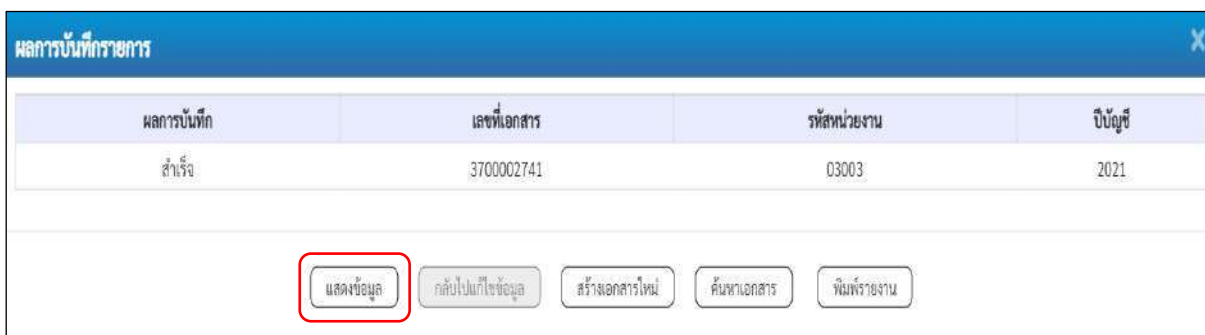 ผลการบันทึกรายการ X
ผลการบันทึก เลขที่เอกสาร รหัสหน่วยงาน ปีบัญชี
สำเร็จ 3700002741 03003 2021
แสดงข้อมูล กลับไปแก้ไขข้อมูล สร้างเอกสารใหม่ ค้นหาเอกสาร พิมพ์รายงาน